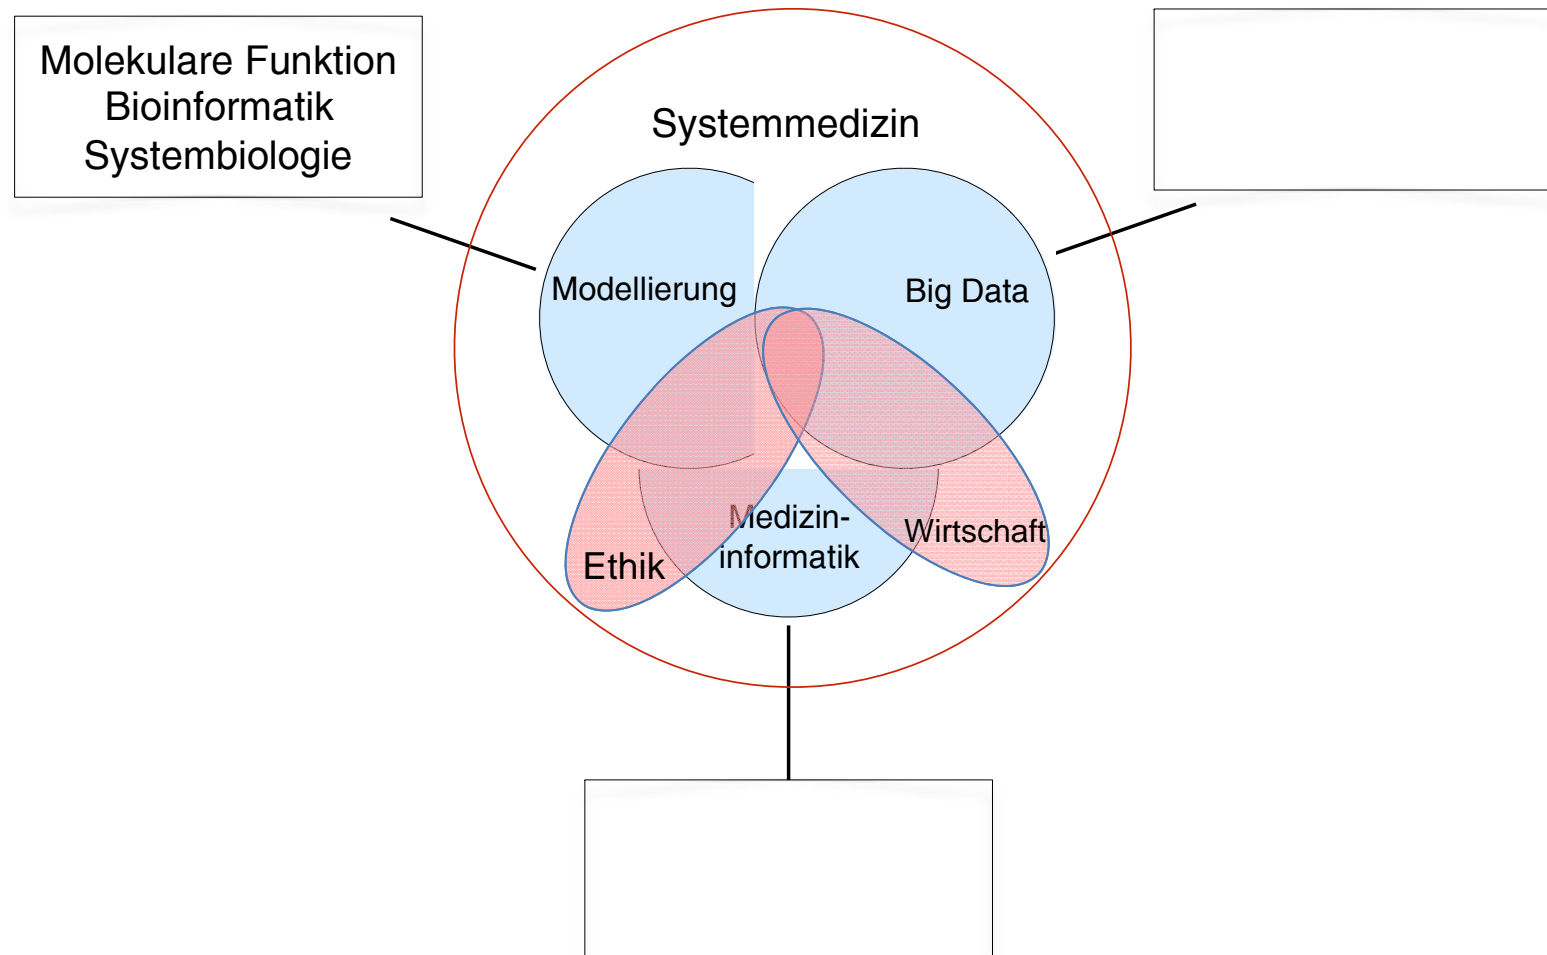 Molekulare Funktion
Bioinformatik
Systembiologie
Systemmedizin
Modellierung
Big Data
Medizin-
informatik
Wirtschaft
Ethik